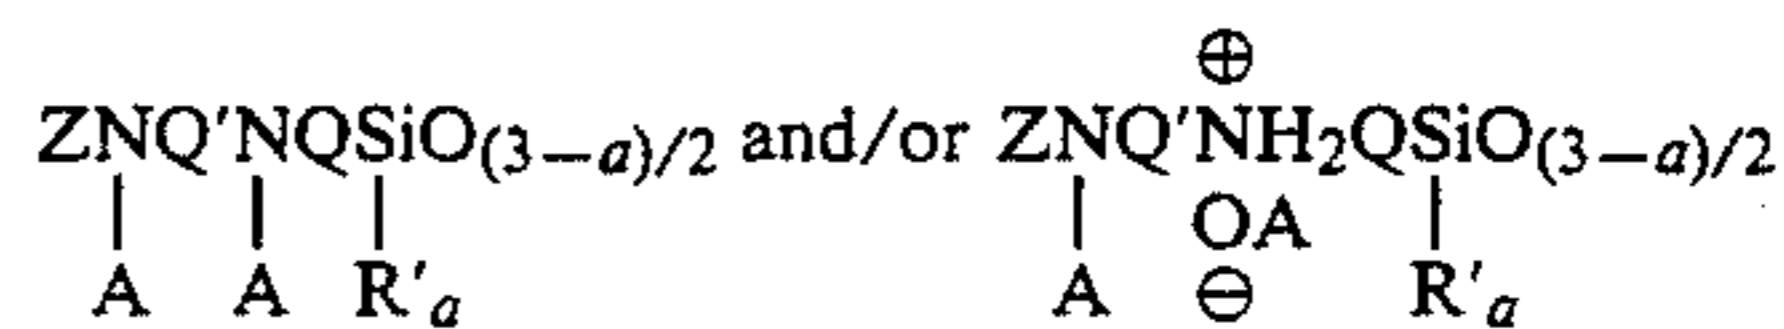 ⊕
ZNQ′NQSiO(3−a)/2 and/or ZNQ′NH2QSiO(3−a)/2
| | | | OA |
A A R′a A ⊖ R′a